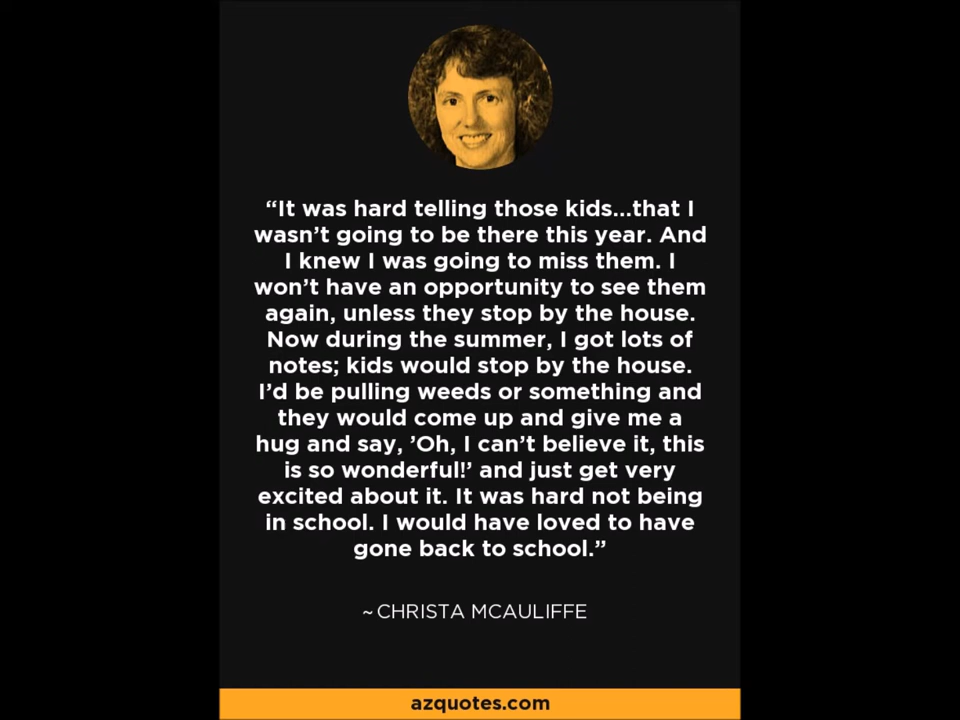 “It was hard telling those kids...that I
wasn’t going to be there this year. And
I knew I was going to miss them. I
won’t have an opportunity to see them
again, unless they stop by the house.
Now during the summer, I got lots of
notes; kids would stop by the house.
I’d be pulling weeds or something and
they would come up and give me a
hug and say, ’Oh, I can’t believe it, this
is so wonderful!’ and just get very
excited about it. It was hard not being
in school. I would have loved to have
gone back to school.”
~ CHRISTA MCAULIFFE
azquotes.com